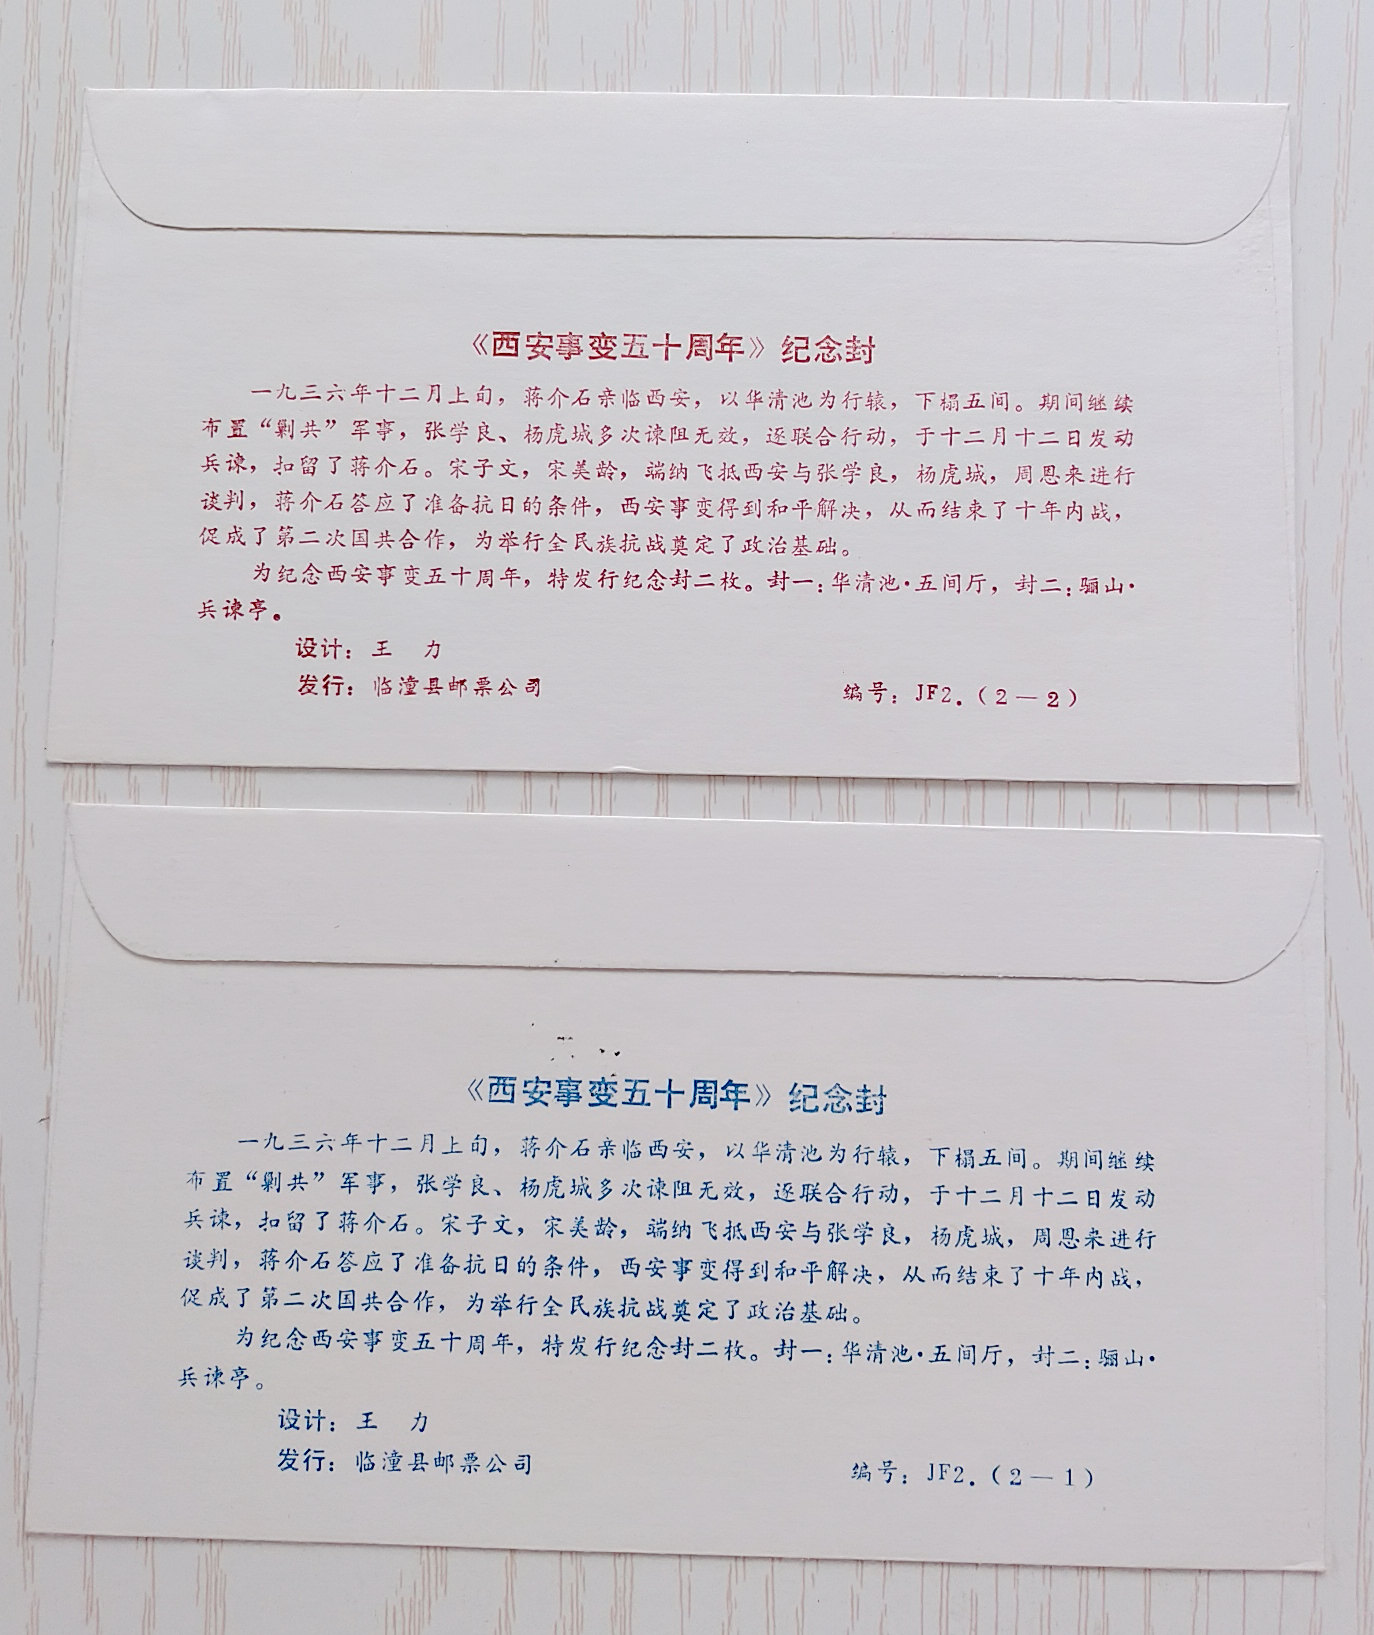 《西安事变五十周年》纪念封
一九三六年十二月上旬，蒋介石亲临西安，以华清池为行辕，下榻五间。期间继续
布置“剿共”军事，张学良、杨虎城多次谏阻无效，逐联合行动，于十二月十二日发动
兵谏，扣留了蒋介石。宋子文，宋美龄，端纳飞抵西安与张学良，杨虎城，周恩来进行
谈判，蒋介石答应了准备抗日的条件，西安事变得到和平解决，从而结束了十年内战，
促成了第二次国共合作，为举行全民族抗战奠定了政治基础。
为纪念西安事变五十周年，特发行纪念封二枚。封一：华清池·五间厅，封二：骊山·
兵谏亭。
设计：王　力
发行：临潼县邮票公司
编号：JF2.（2—2）
《西安事变五十周年》纪念封
一九三六年十二月上旬，蒋介石亲临西安，以华清池为行辕，下榻五间。期间继续
布置“剿共”军事，张学良、杨虎城多次谏阻无效，逐联合行动，于十二月十二日发动
兵谏，扣留了蒋介石。宋子文，宋美龄，端纳飞抵西安与张学良，杨虎城，周恩来进行
谈判，蒋介石答应了准备抗日的条件，西安事变得到和平解决，从而结束了十年内战，
促成了第二次国共合作，为举行全民族抗战奠定了政治基础。
为纪念西安事变五十周年，特发行纪念封二枚。封一：华清池·五间厅，封二：骊山·
兵谏亭。
设计：王　力
发行：临潼县邮票公司
编号：JF2.（2—1）